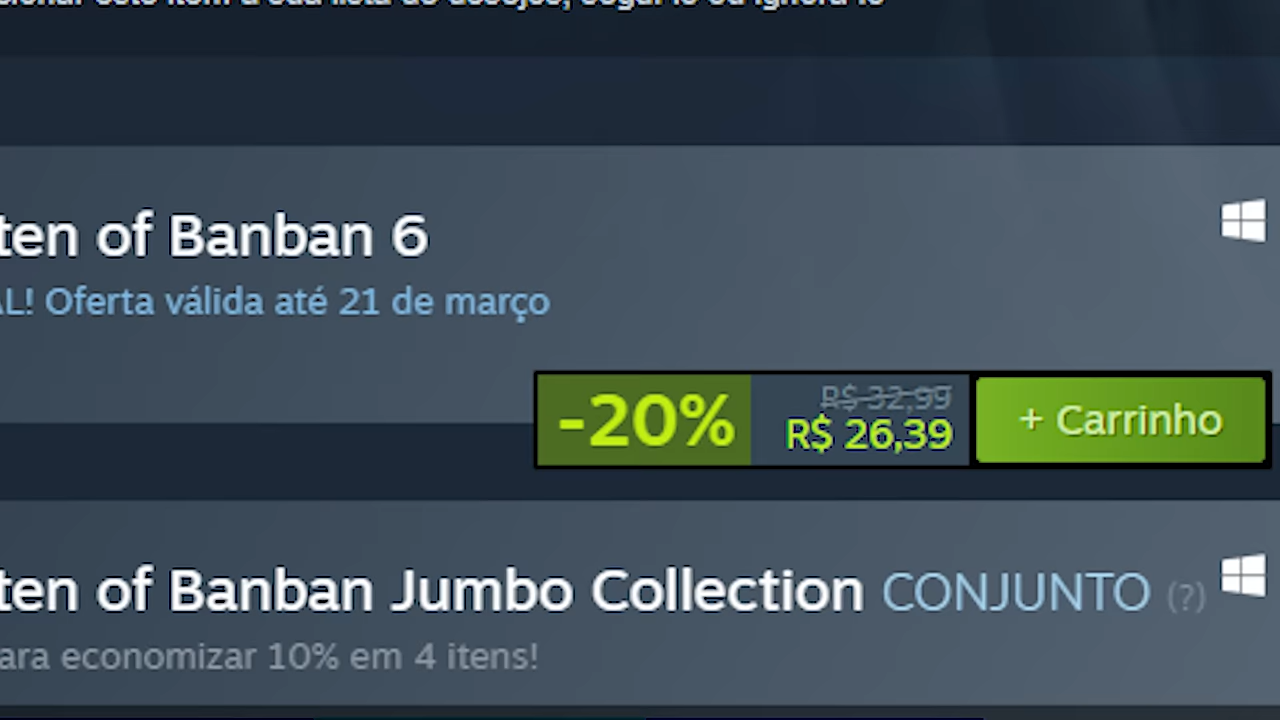 ten of Banban 6
AL! Oferta válida até 21 de março
-20%
R$ 32,99
R$ 26,39
+ Carrinho
ten of Banban Jumbo Collection CONJUNTO (?)
ara economizar 10% em 4 itens!